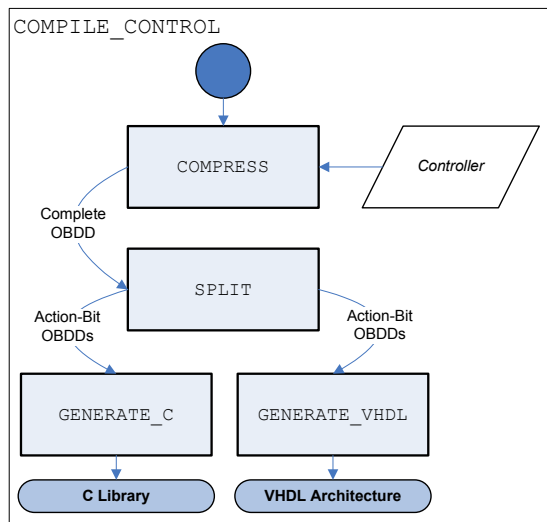 COMPILE_CONTROL
COMPRESS
Controller
Complete
OBDD
SPLIT
Action-Bit
OBDDs
Action-Bit
OBDDs
GENERATE_C
GENERATE_VHDL
C Library
VHDL Architecture